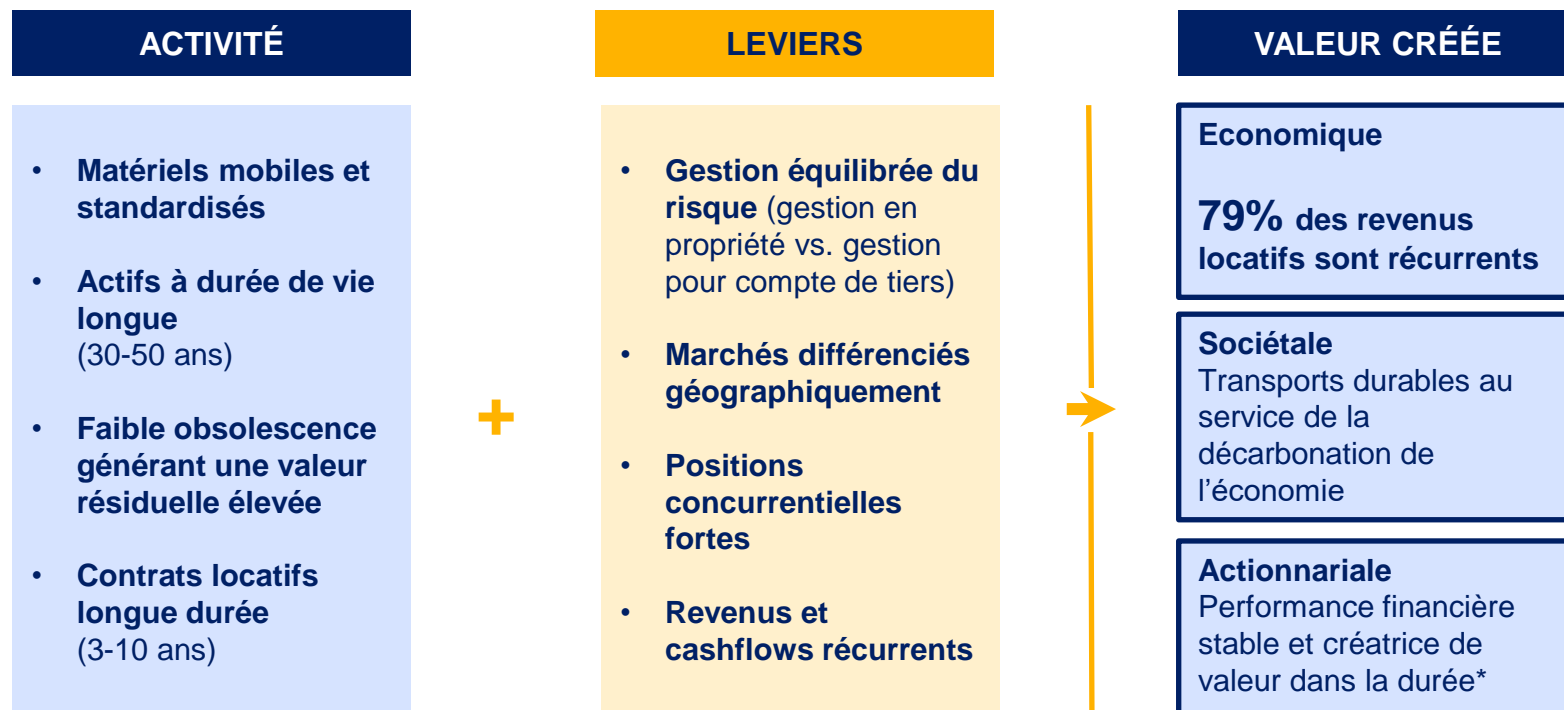 ACTIVITÉ
• Matériels mobiles et
standardisés
• Actifs à durée de vie
longue
(30-50 ans)
• Faible obsolescence
générant une valeur
résiduelle élevée
• Contrats locatifs
longue durée
(3-10 ans)
+
LEVIERS
• Gestion équilibrée du
risque (gestion en
propriété vs. gestion
pour compte de tiers)
• Marchés différenciés
géographiquement
• Positions
concurrentielles
fortes
• Revenus et
cashflows récurrents
VALEUR CRÉÉE
Economique
79% des revenus
locatifs sont récurrents
Sociétale
Transports durables au
service de la
décarbonation de
l’économie
Actionnariale
Performance financière
stable et créatrice de
valeur dans la durée*